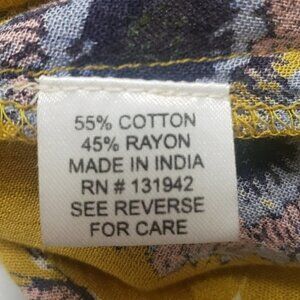 55% COTTON
45% RAYON
MADE IN INDIA
RN # 131942
SEE REVERSE
FOR CARE